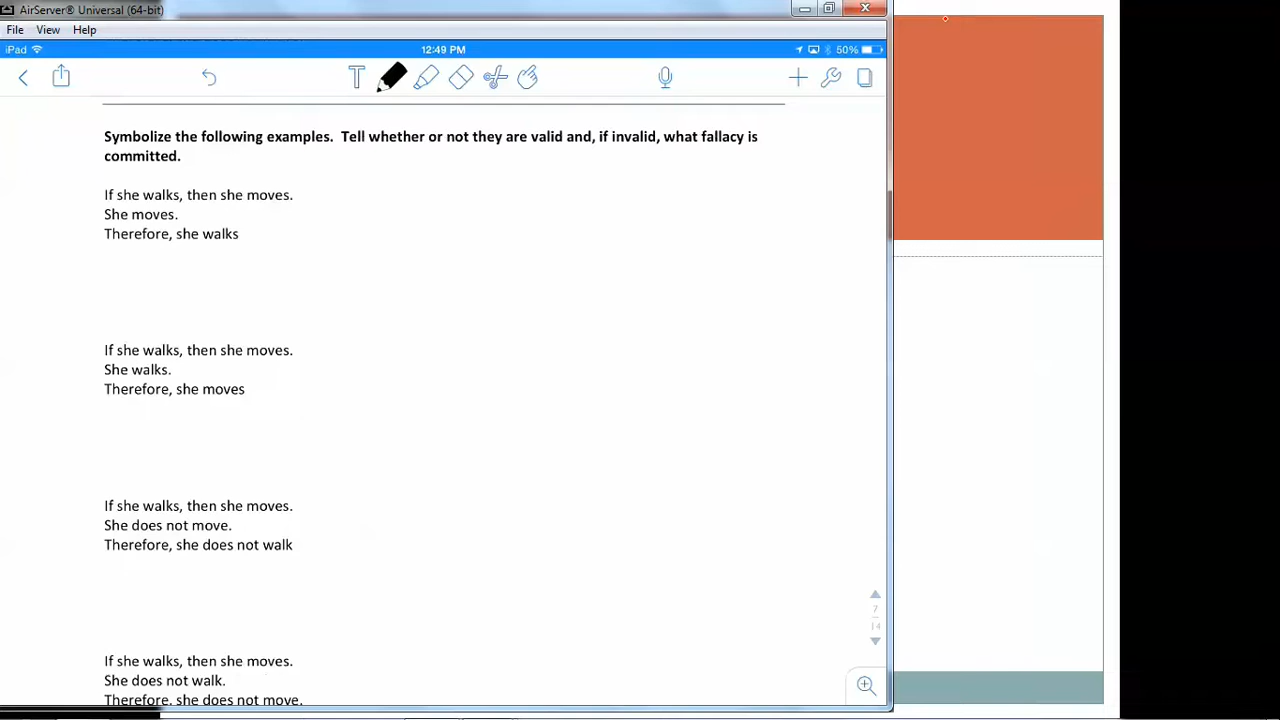 AirServer® Universal (64-bit)
File View Help
iPad 12:49 PM 50%
T
Symbolize the following examples. Tell whether or not they are valid and, if invalid, what fallacy is
committed.
If she walks, then she moves.
She moves.
Therefore, she walks
If she walks, then she moves.
She walks.
Therefore, she moves
If she walks, then she moves.
She does not move.
Therefore, she does not walk
7
14
If she walks, then she moves.
She does not walk.
Therefore, she does not move.